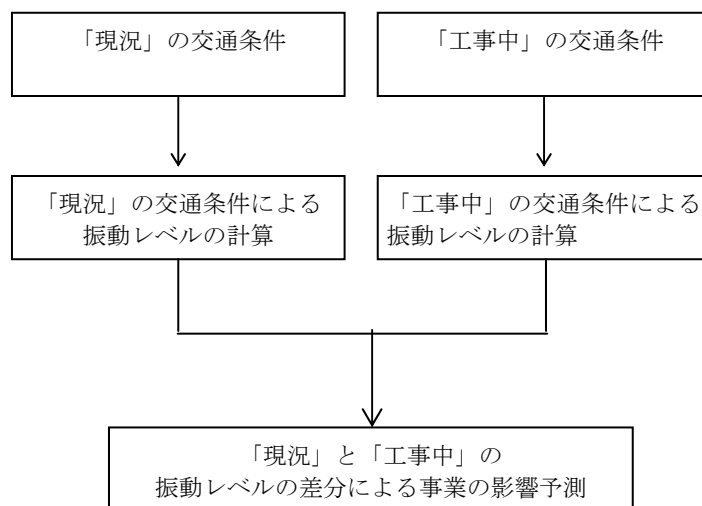 「現況」の交通条件
「工事中」の交通条件
「現況」の交通条件による
振動レベルの計算
「工事中」の交通条件による
振動レベルの計算
「現況」と「工事中」の
振動レベルの差分による事業の影響予測